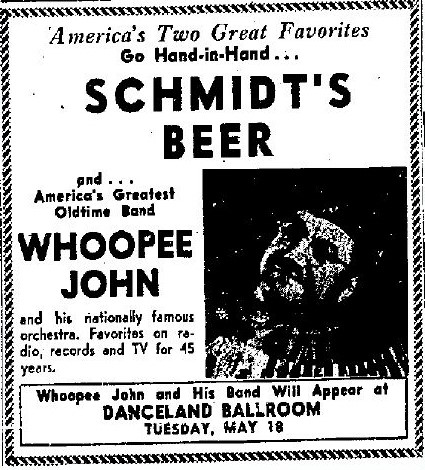 America's Two Great Favorites
Go Hand-in-Hand...
SCHMIDT'S
BEER
and...
America's Greatest
Oldtime Band
WHOOPEE
JOHN
and his nationally famous
orchestra. Favorites on ra-
dio, records and TV for 45
years.
Whoopee John and His Band Will Appear at
DANCELAND BALLROOM
TUESDAY, MAY 18